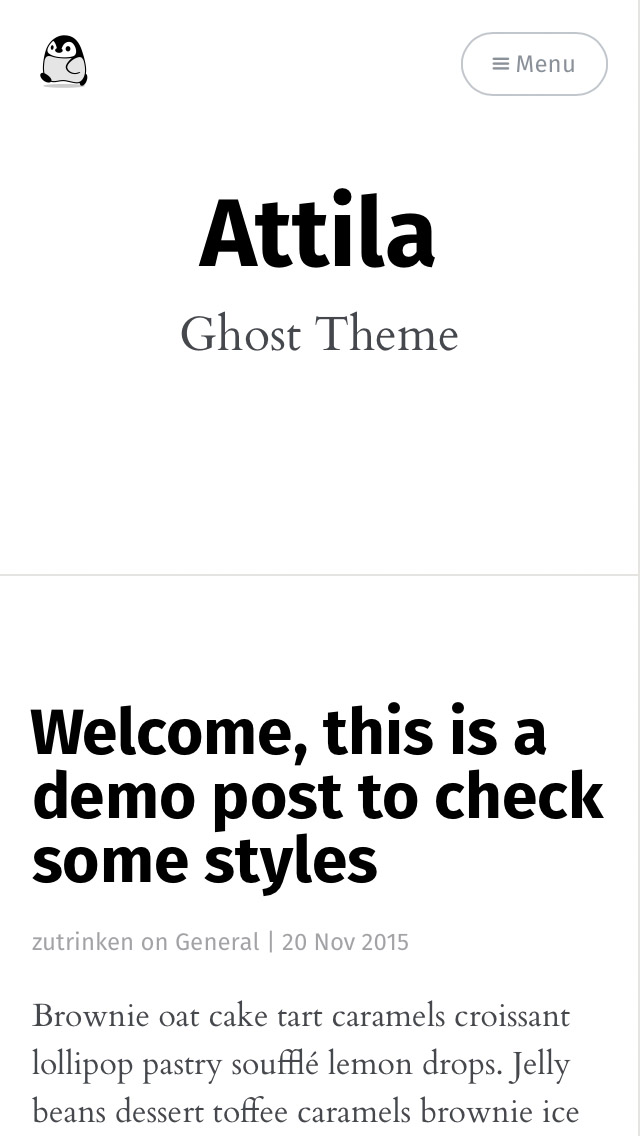 Menu
Attila
Ghost Theme
Welcome, this is a
demo post to check
some styles
zutrinken on General | 20 Nov 2015
Brownie oat cake tart caramels croissant
lollipop pastry soufflé lemon drops. Jelly
beans dessert toffee caramels brownie ice